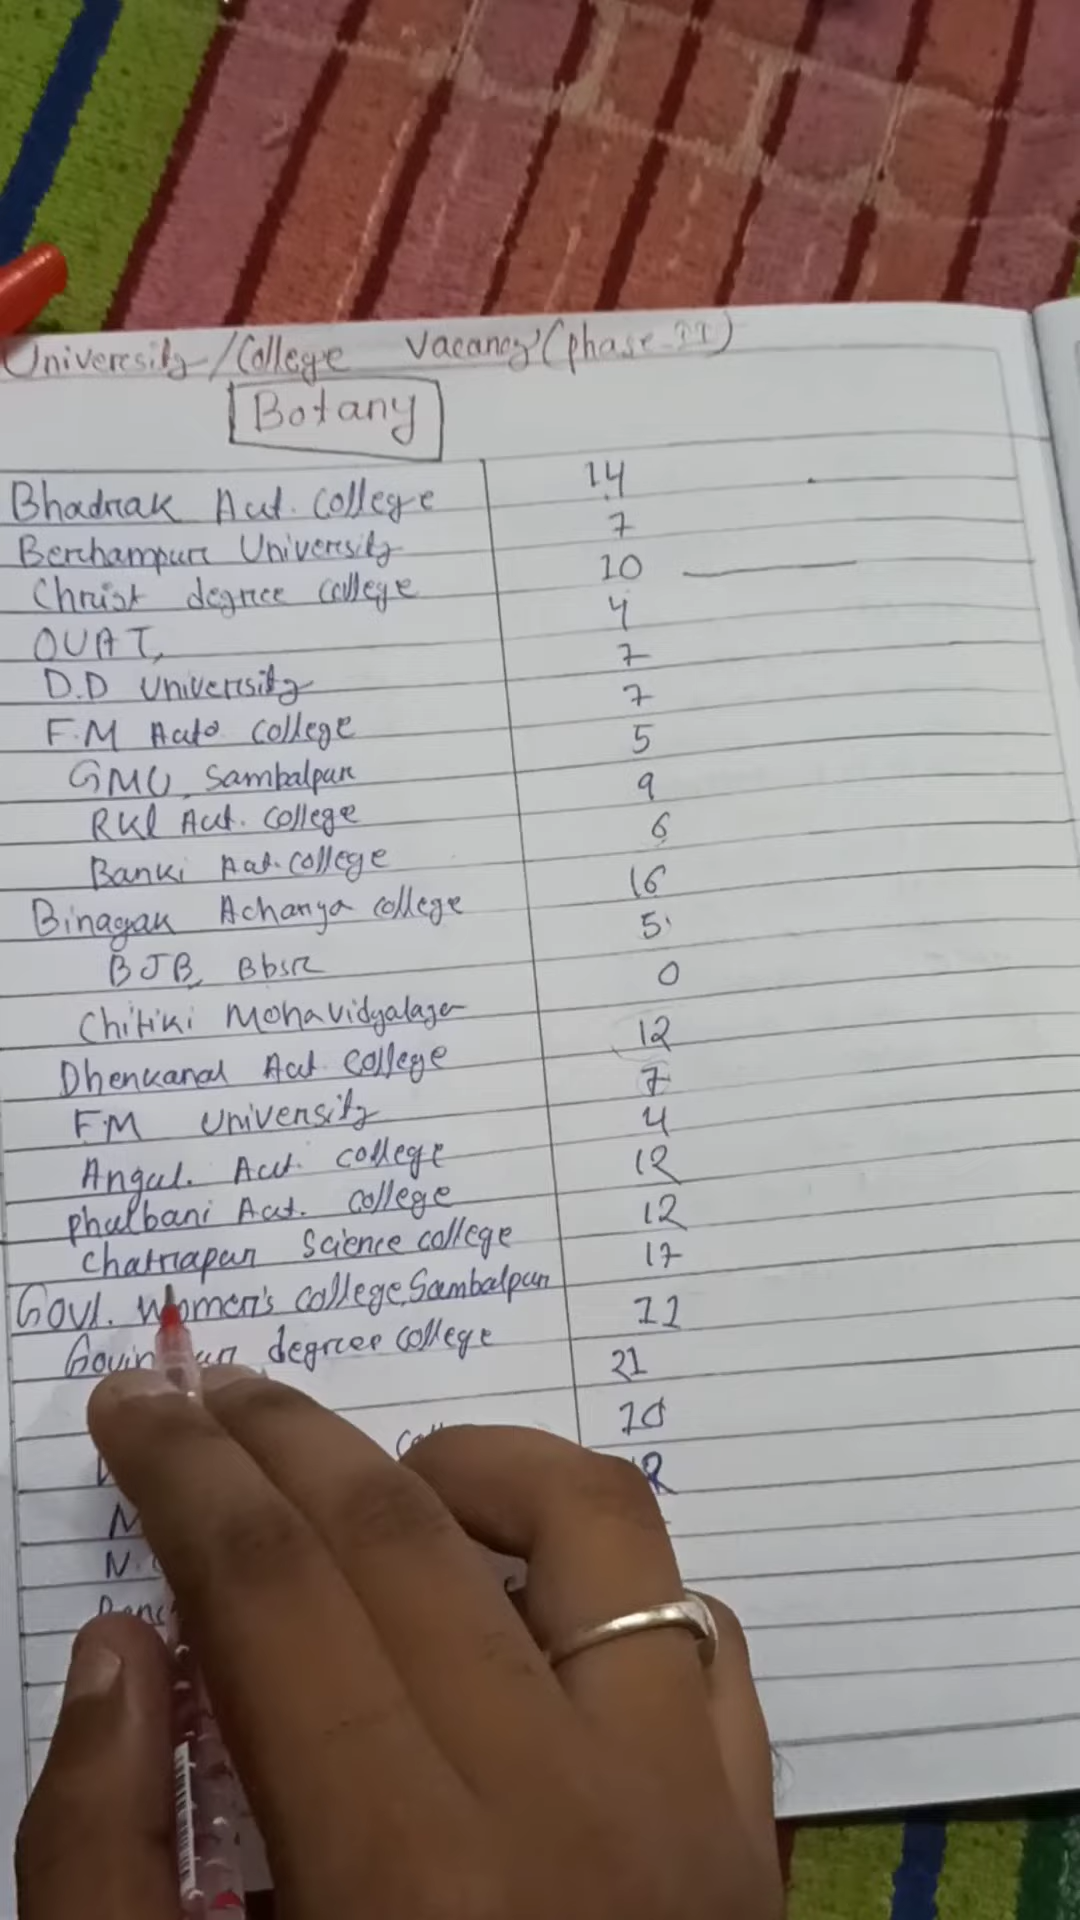 University/College Vacancy (phase-II)
Botany
Bhadrak Aut. College 14
Berhampur University 7
Christ degree college 10
OUAT, 4
D.D University 7
F.M Auto college 7
GMU, Sambalpur 5
RKL Aut. college 9
Banki Aut. college 6
Binayak Acharya college 16
BJB, Bbsr 5
Chitiki Mohavidyalaya 0
Dhenkanal Aut. college 12
F.M University 7
Angul. Aut. college 4
Phulbani Aut. college 12
Chatrapur Science college 12
Govt. Women's college, Sambalpur 17
degree college 11
21
10
N.